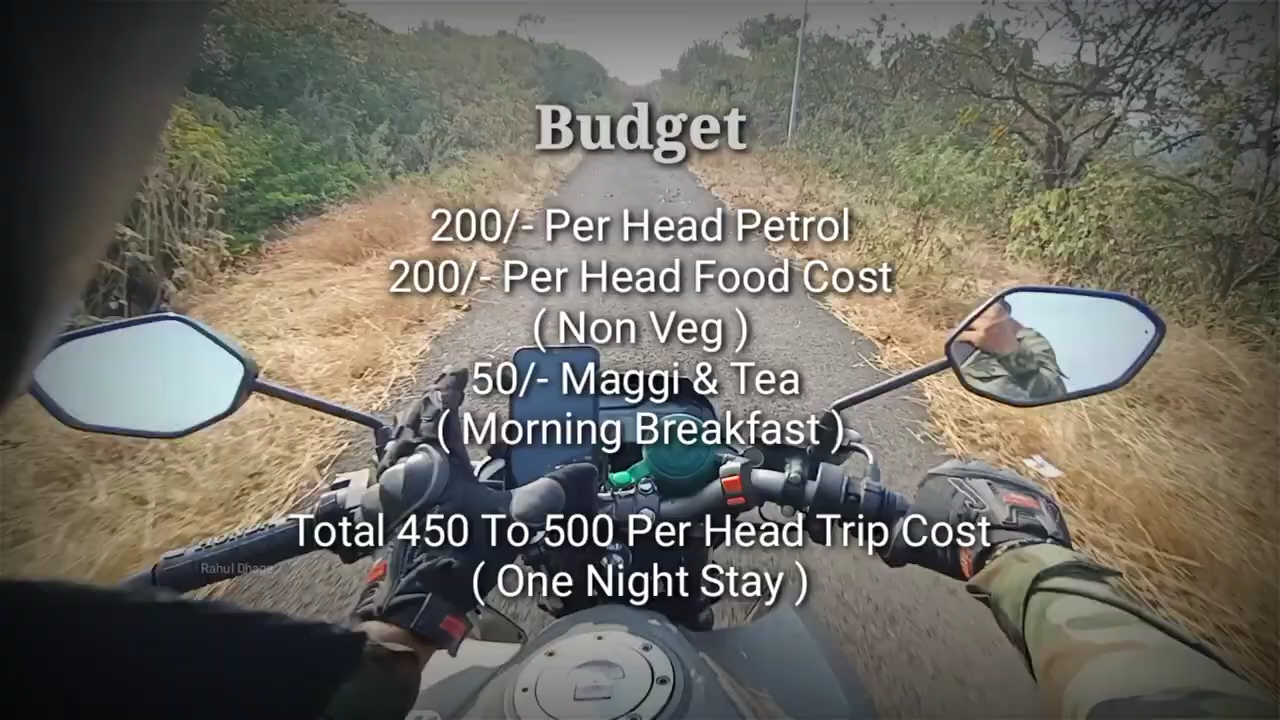 Budget
200/- Per Head Petrol
200/- Per Head Food Cost
( Non Veg )
50/- Maggi & Tea
( Morning Breakfast )
Total 450 To 500 Per Head Trip Cost
Rahul Dhage
( One Night Stay )